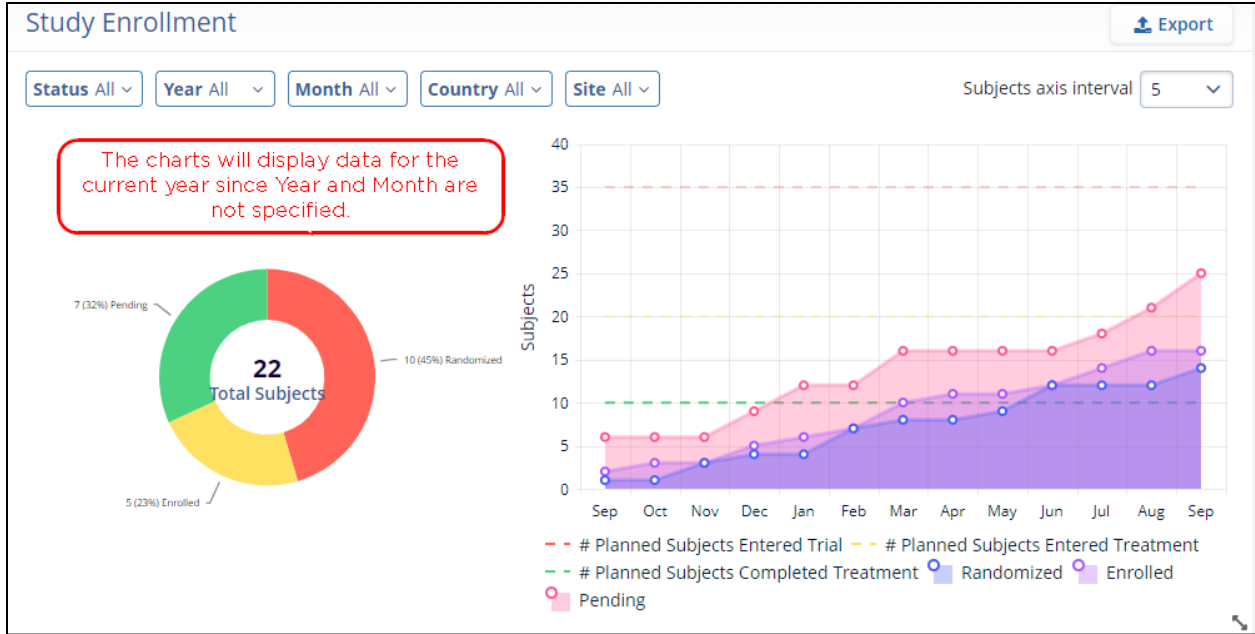 Study Enrollment
Export
Status All
Year All
Month All
Country All
Site All
Subjects axis interval 5
The charts will display data for the
current year since Year and Month are
not specified.
7 (32%) Pending
10 (45%) Randomized
22
Total Subjects
5 (23%) Enrolled
Subjects
40
35
30
25
20
15
10
5
0
Sep Oct Nov Dec Jan Feb Mar Apr May Jun Jul Aug Sep
# Planned Subjects Entered Trial # Planned Subjects Entered Treatment
# Planned Subjects Completed Treatment Randomized Enrolled
Pending